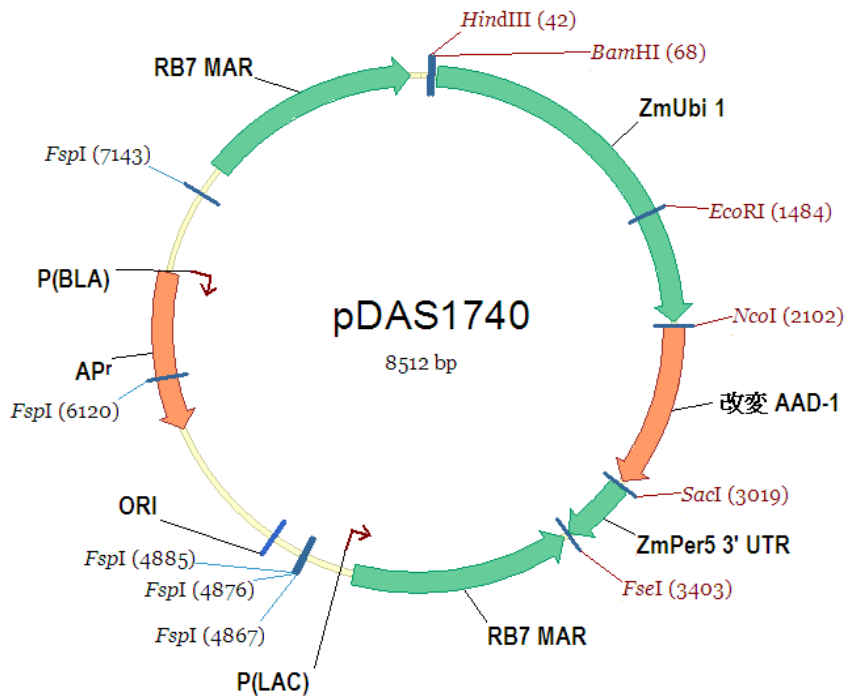 HindIII (42)
BamHI (68)
RB7 MAR
ZmUbi 1
FspI (7143)
EcoRI (1484)
P(BLA)
pDAS1740
8512 bp
NcoI (2102)
APr
FspI (6120)
改変 AAD-1
SacI (3019)
ORI
ZmPer5 3' UTR
FspI (4885)
FspI (4876)
FseI (3403)
FspI (4867)
RB7 MAR
P(LAC)